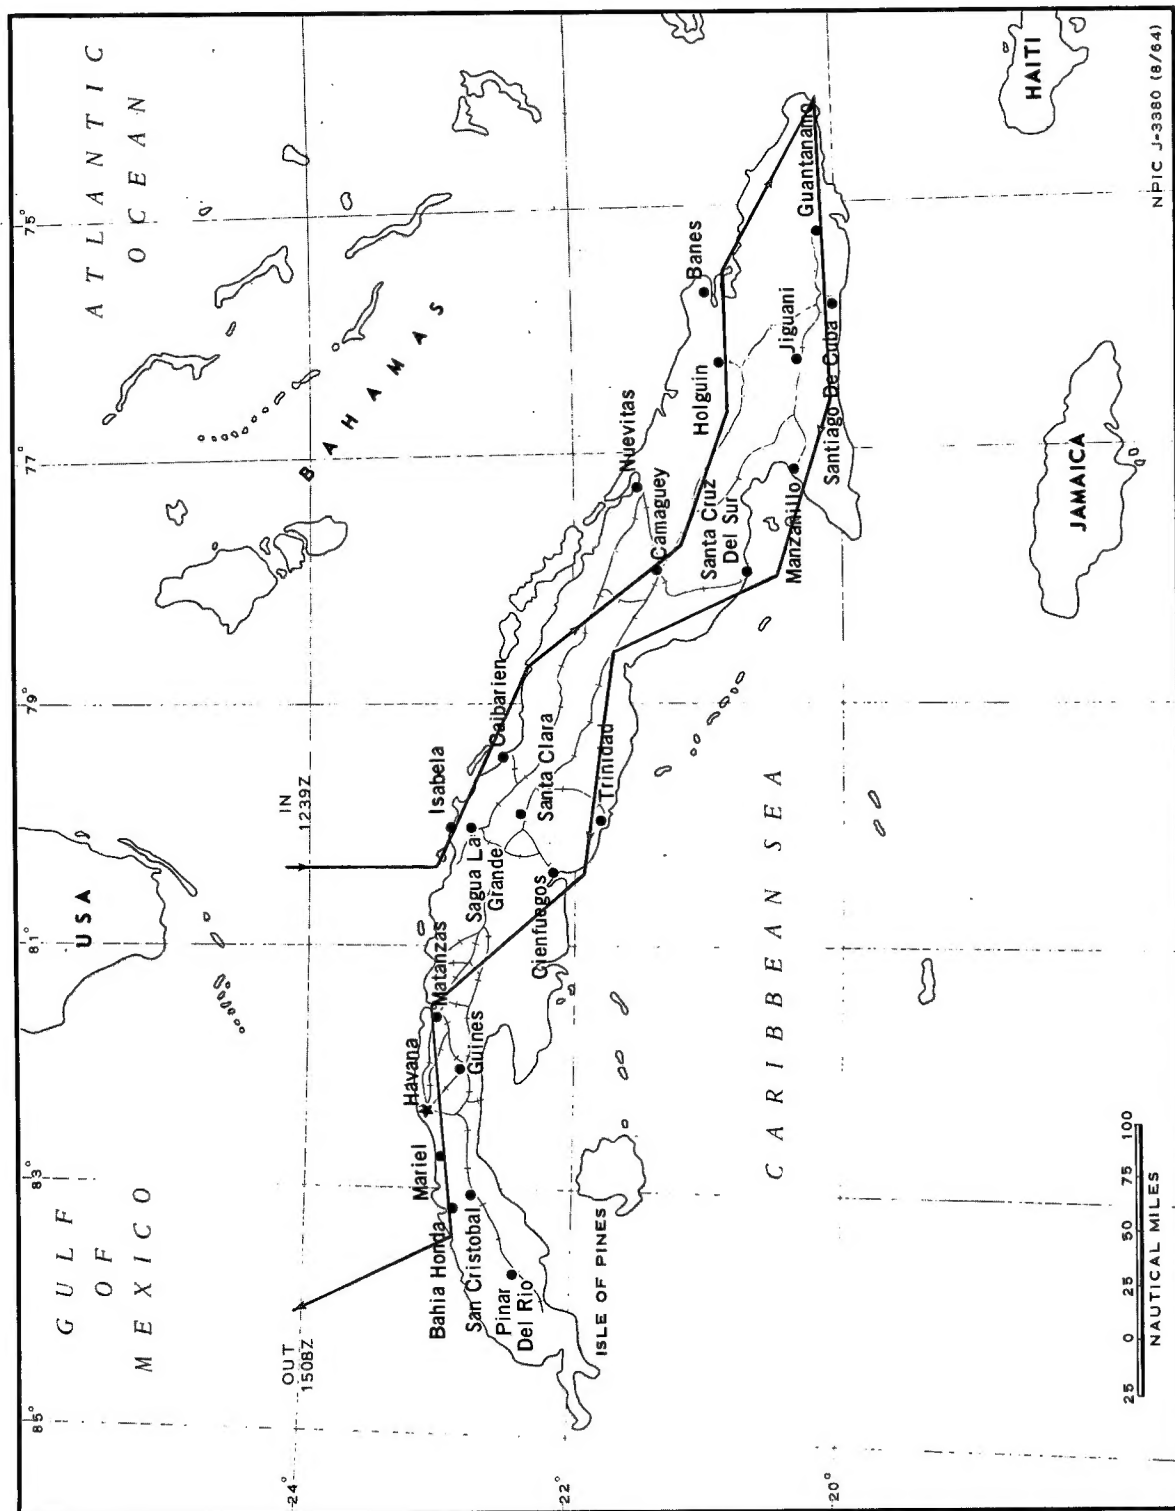 GULF
OF
MEXICO
USA
ATLANTIC
OCEAN
BAHAMAS
85°
83°
81°
79°
77°
75°
24°
22°
20°
OUT
1508Z
IN
1239Z
Havana
Matanzas
Mariel
Guines
Bahia Honda
San Cristobal
Pinar
Del Rio
Isabela
Sagua La
Grande
Caibarien
Santa Clara
Cienfuegos
Trinidad
Nuevitas
Camaguey
Santa Cruz
Del Sur
Holguin
Banes
Jiguani
Manzanillo
Santiago De Cuba
Guantanamo
ISLE OF PINES
CARIBBEAN SEA
JAMAICA
HAITI
25 0 25 50 75 100
NAUTICAL MILES
NPIC J-3380 (8/64)